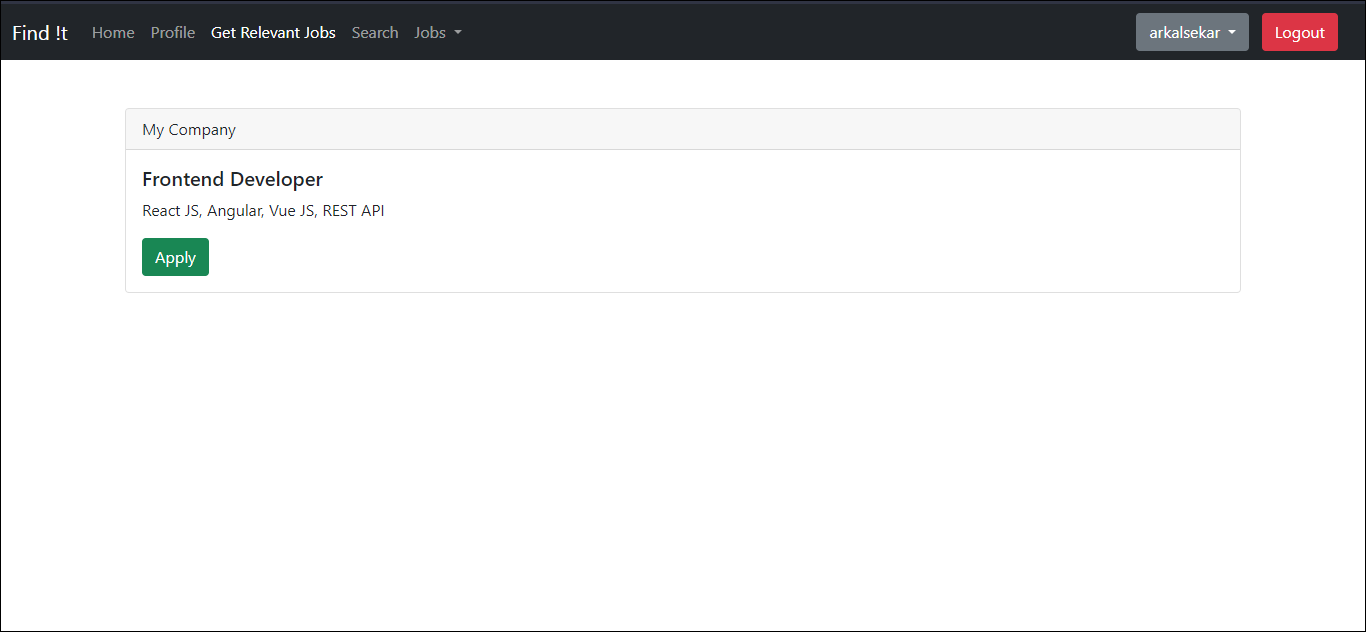 Find !t Home Profile Get Relevant Jobs Search Jobs arkalsekar Logout
My Company
Frontend Developer
React JS, Angular, Vue JS, REST API
Apply